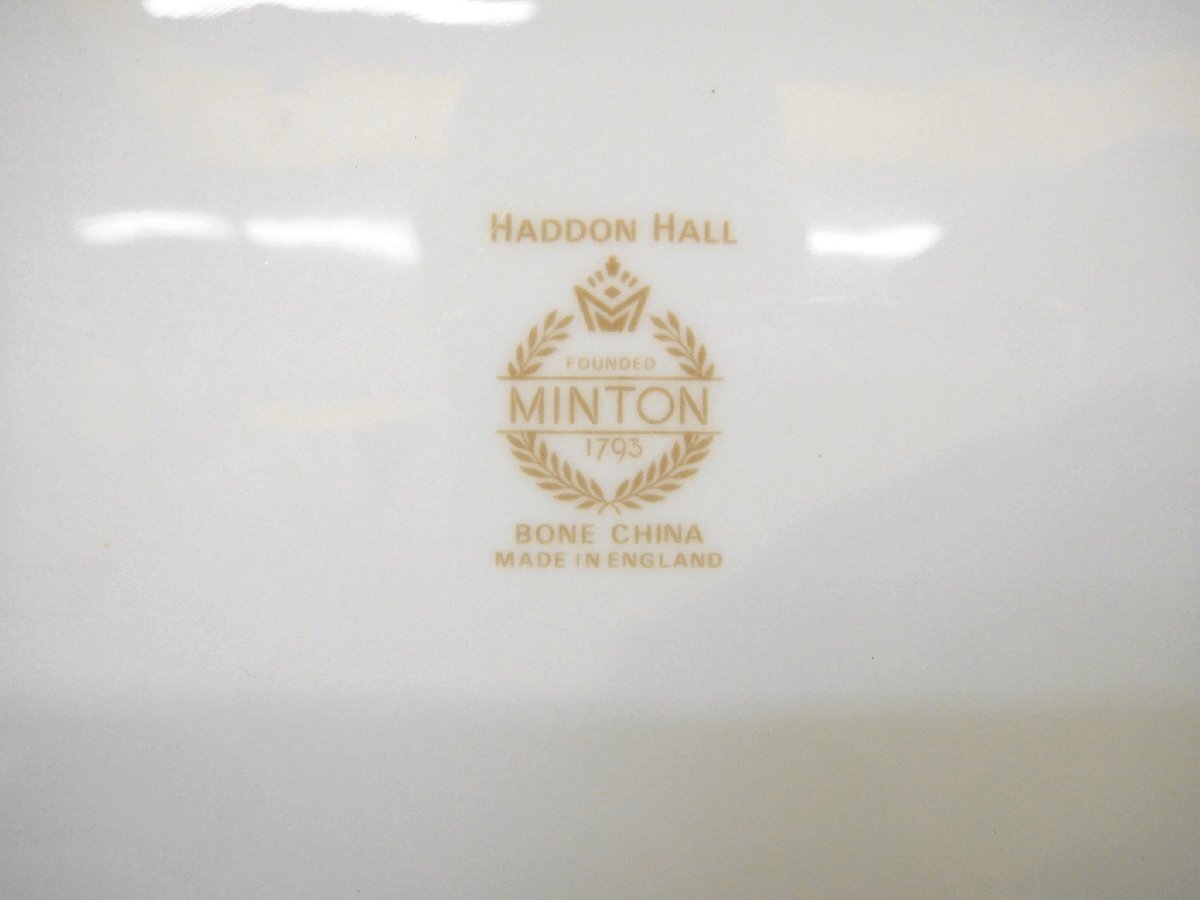 HADDON HALL
FOUNDED
MINTON
1793
BONE CHINA
MADE IN ENGLAND